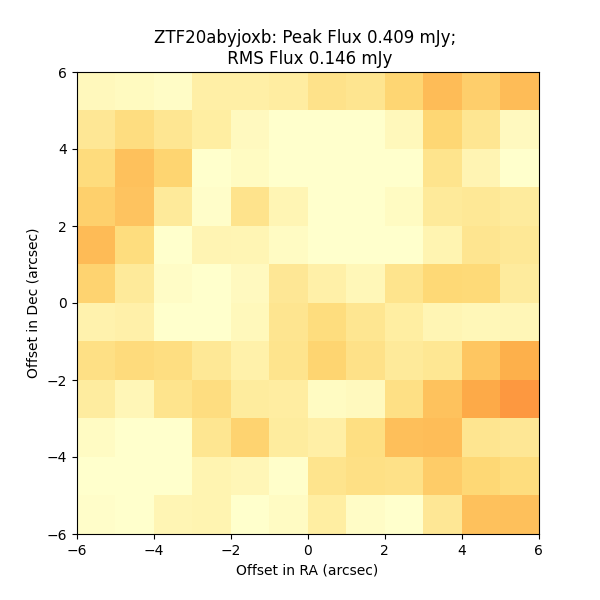 ZTF20abyjoxb: Peak Flux 0.409 mJy;
RMS Flux 0.146 mJy
6
4
2
0
−2
−4
−6
Offset in Dec (arcsec)
−6 −4 −2 0 2 4 6
Offset in RA (arcsec)